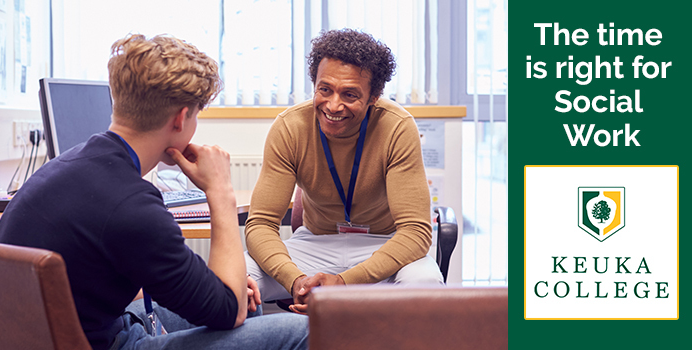 The time
is right for
Social
Work
KEUKA
COLLEGE